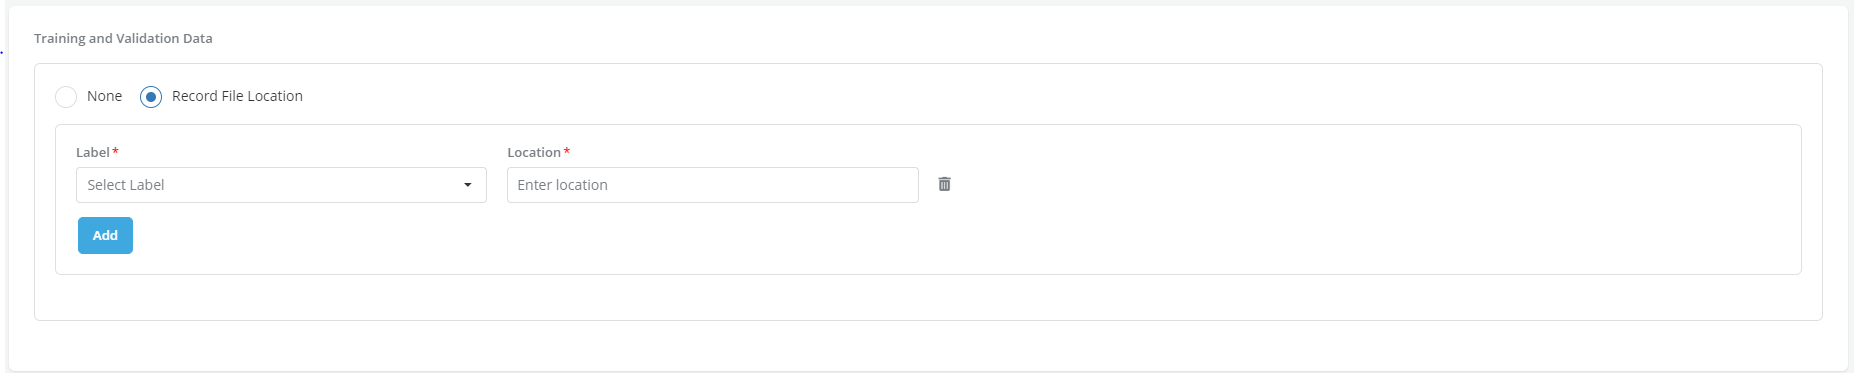 Training and Validation Data
None Record File Location
Label* Location*
Select Label Enter location
Add